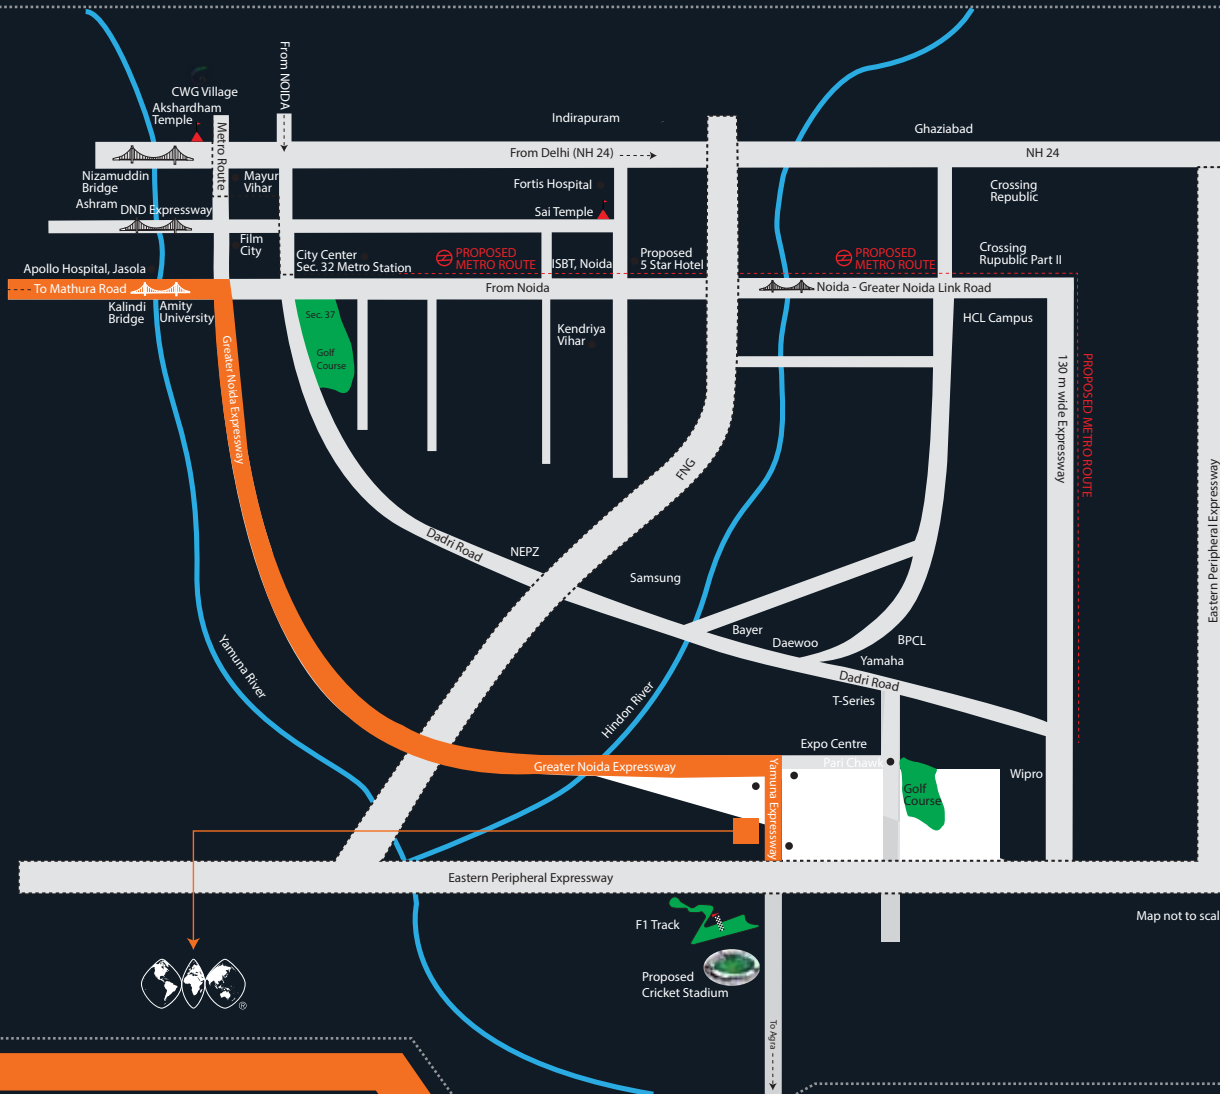 From NOIDA
CWG Village
Akshardham
Temple
Metro Route
Indirapuram
Ghaziabad
From Delhi (NH 24)
NH 24
Nizamuddin
Bridge
Mayur
Vihar
Fortis Hospital
Crossing
Republic
Ashram
DND Expressway
Sai Temple
Film
City
City Center
Sec. 32 Metro Station
PROPOSED
METRO ROUTE
ISBT, Noida
Proposed
5 Star Hotel
PROPOSED
METRO ROUTE
Crossing
Rupublic Part II
Apollo Hospital, Jasola
To Mathura Road
From Noida
Noida - Greater Noida Link Road
Kalindi
Bridge
Amity
University
Sec. 37
Golf
Course
Kendriya
Vihar
HCL Campus
Greater Noida Expressway
130 m wide Expressway
PROPOSED METRO ROUTE
Eastern Peripheral Expressway
FNG
Dadri Road
NEPZ
Samsung
Bayer
Daewoo
BPCL
Yamaha
Yamuna River
Dadri Road
Hindon River
T-Series
Expo Centre
Pari Chawk
Greater Noida Expressway
Yamuna Expressway
Wipro
Golf
Course
Eastern Peripheral Expressway
Map not to scal
F1 Track
Proposed
Cricket Stadium
®
To Agra